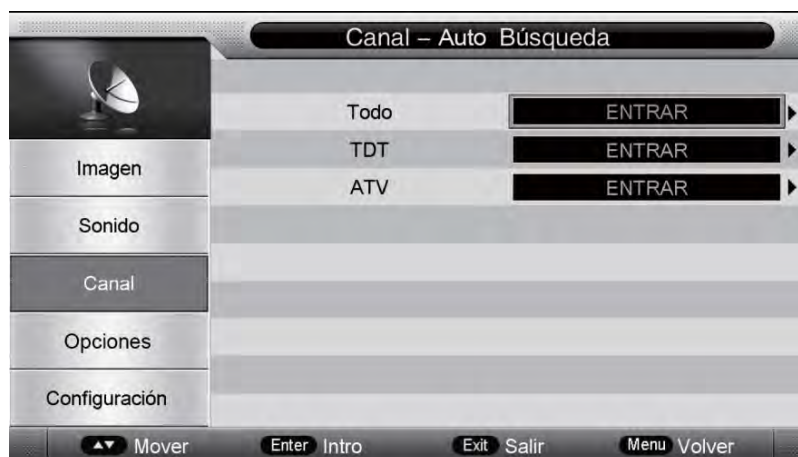 Canal – Auto Búsqueda
Todo ENTRAR
TDT ENTRAR
ATV ENTRAR
Imagen
Sonido
Canal
Opciones
Configuración
Mover Enter Intro Exit Salir Menu Volver